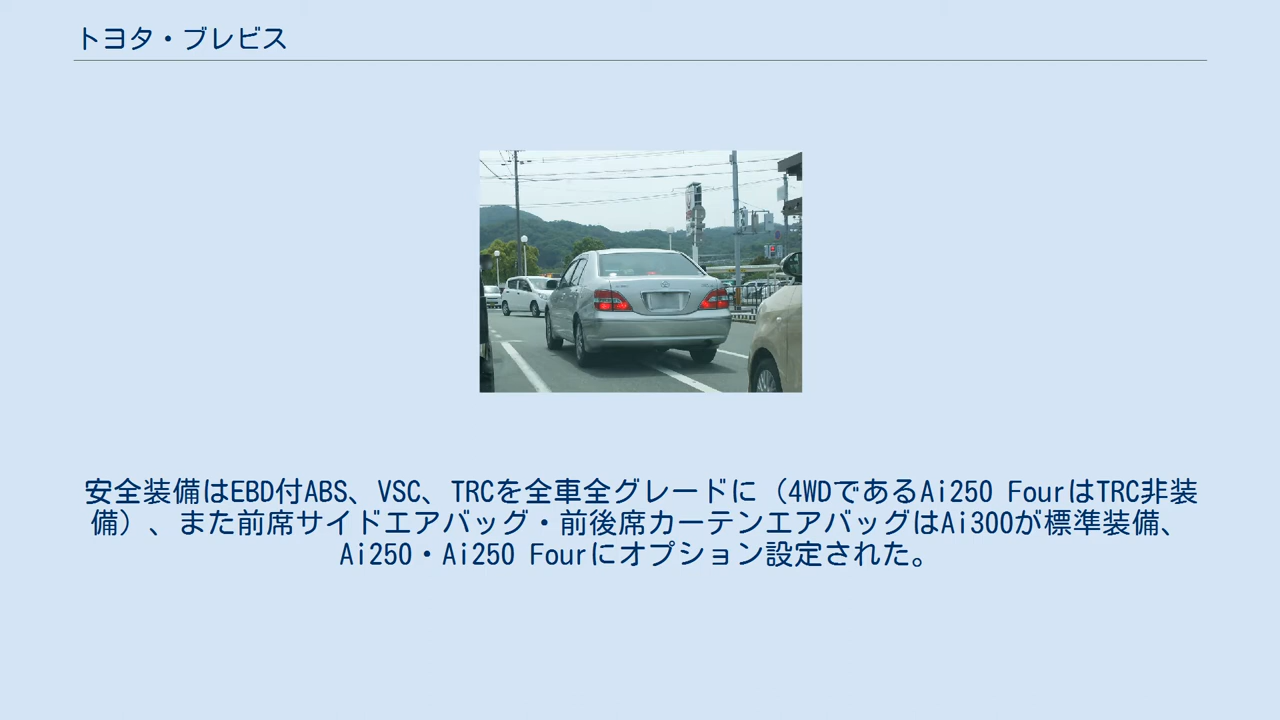 トヨタ・ブレビス
安全装備はEBD付ABS、VSC、TRCを全車全グレードに（4WDであるAi250 FourはTRC非装
備）、また前席サイドエアバッグ・前後席カーテンエアバッグはAi300が標準装備、
Ai250・Ai250 Fourにオプション設定された。